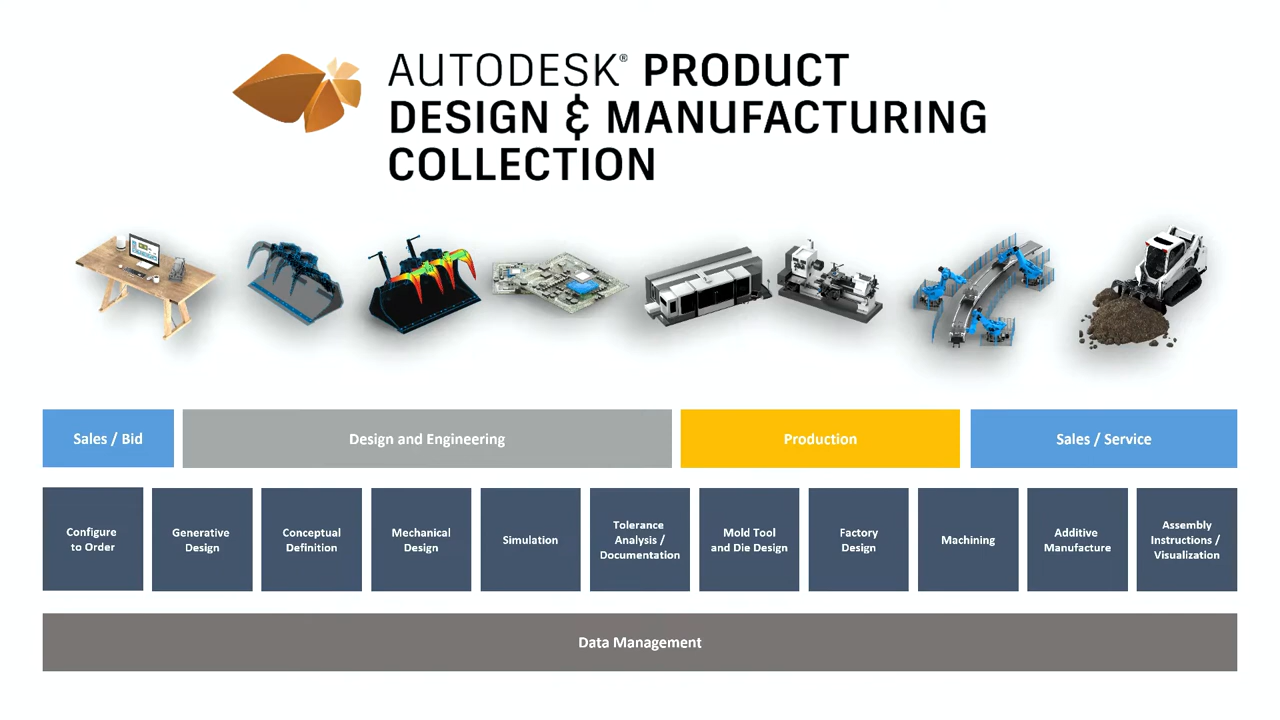 AUTODESK® PRODUCT
DESIGN & MANUFACTURING
COLLECTION
Sales / Bid
Design and Engineering
Production
Sales / Service
Configure
to Order
Generative
Design
Conceptual
Definition
Mechanical
Design
Simulation
Tolerance
Analysis /
Documentation
Mold Tool
and Die Design
Factory
Design
Machining
Additive
Manufacture
Assembly
Instructions /
Visualization
Data Management